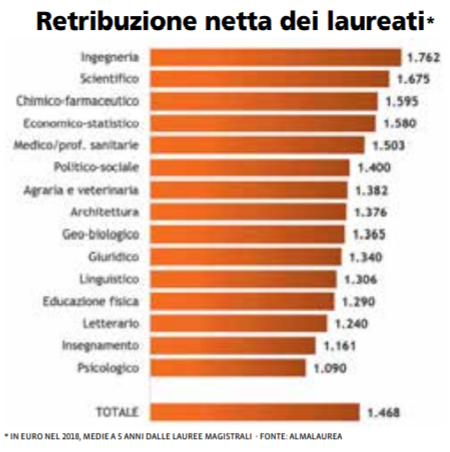 Retribuzione netta dei laureati*
Ingegneria 1.762
Scientifico 1.675
Chimico-farmaceutico 1.595
Economico-statistico 1.580
Medico/prof. sanitarie 1.503
Politico-sociale 1.400
Agraria e veterinaria 1.382
Architettura 1.376
Geo-biologico 1.365
Giuridico 1.340
Linguistico 1.306
Educazione fisica 1.290
Letterario 1.240
Insegnamento 1.161
Psicologico 1.090
TOTALE 1.468
* IN EURO NEL 2018, MEDIE A 5 ANNI DALLE LAUREE MAGISTRALI - FONTE: ALMALAUREA